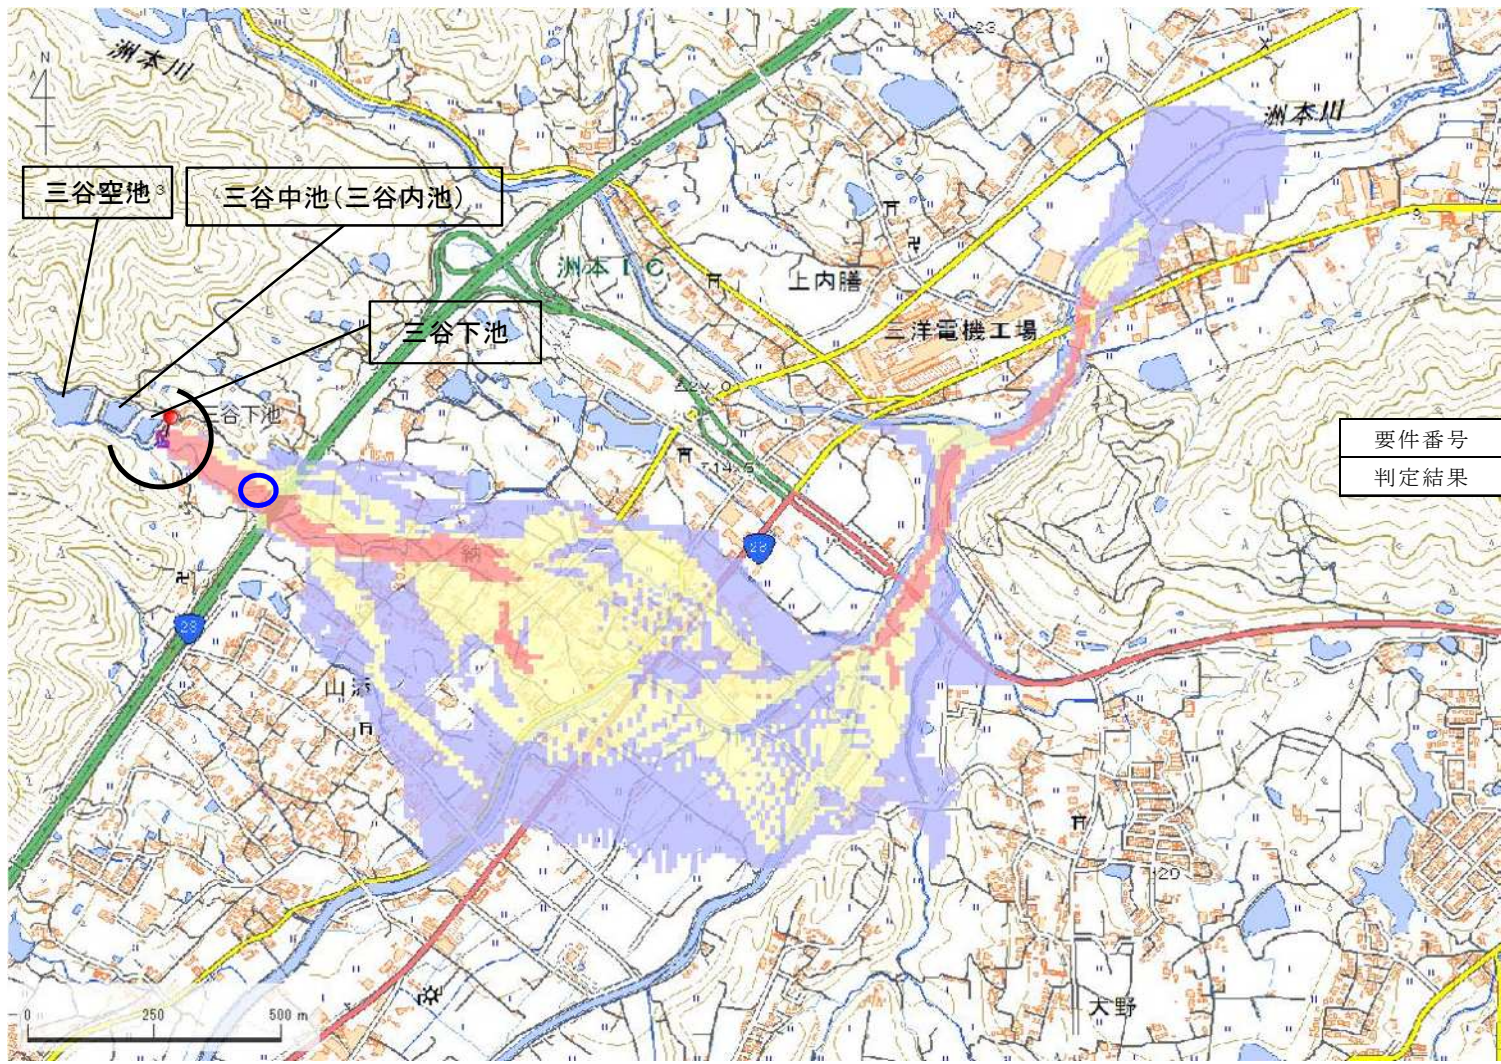 洲本川
N
洲本川
三谷空池
三谷中池(三谷内池)
洲本IC
上内膳
三谷下池
三洋電機工場
三谷下池
要件番号
判定結果
納
28
28
山添
大野
0 250 500 m